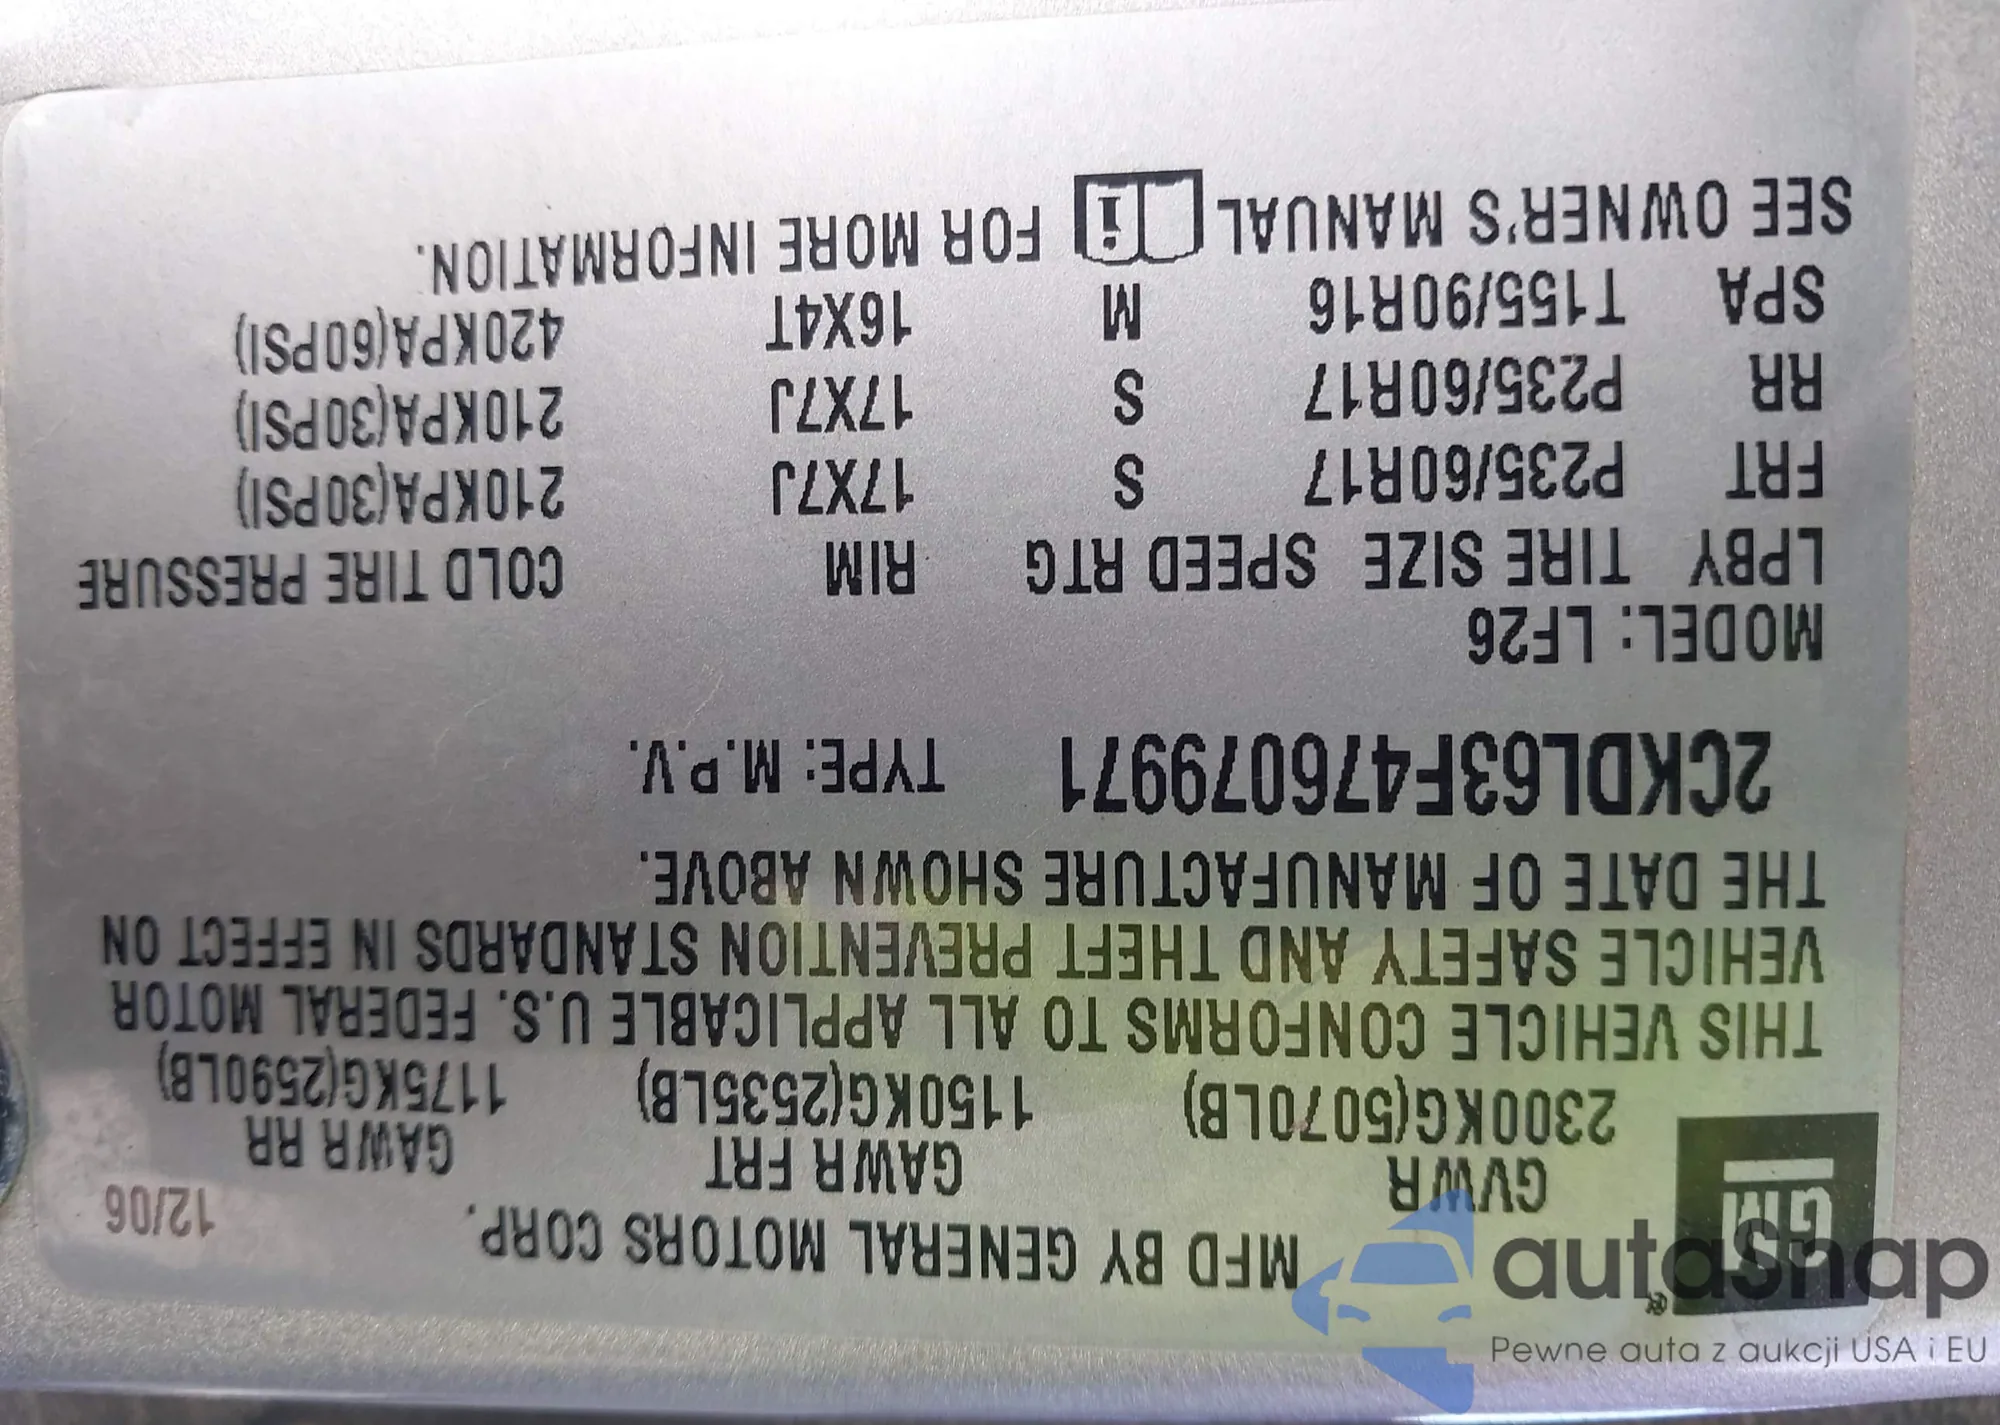 MFD BY GENERAL MOTORS CORP. 12/06
GM
GVWR GAWR FRT GAWR RR
2300KG(5070LB) 1150KG(2535LB) 1175KG(2590LB)
THIS VEHICLE CONFORMS TO ALL APPLICABLE U.S. FEDERAL MOTOR
VEHICLE SAFETY AND THEFT PREVENTION STANDARDS IN EFFECT ON
THE DATE OF MANUFACTURE SHOWN ABOVE.
2CKDL63F476079971 TYPE: M.P.V.
MODEL: LF26
LPBY TIRE SIZE SPEED RTG RIM COLD TIRE PRESSURE
FRT P235/60R17 S 17X7J 210KPA(30PSI)
RR P235/60R17 S 17X7J 210KPA(30PSI)
SPA T155/90R16 M 16X4T 420KPA(60PSI)
SEE OWNER'S MANUAL i FOR MORE INFORMATION.
autasnap
Pewne auta z aukcji USA i EU